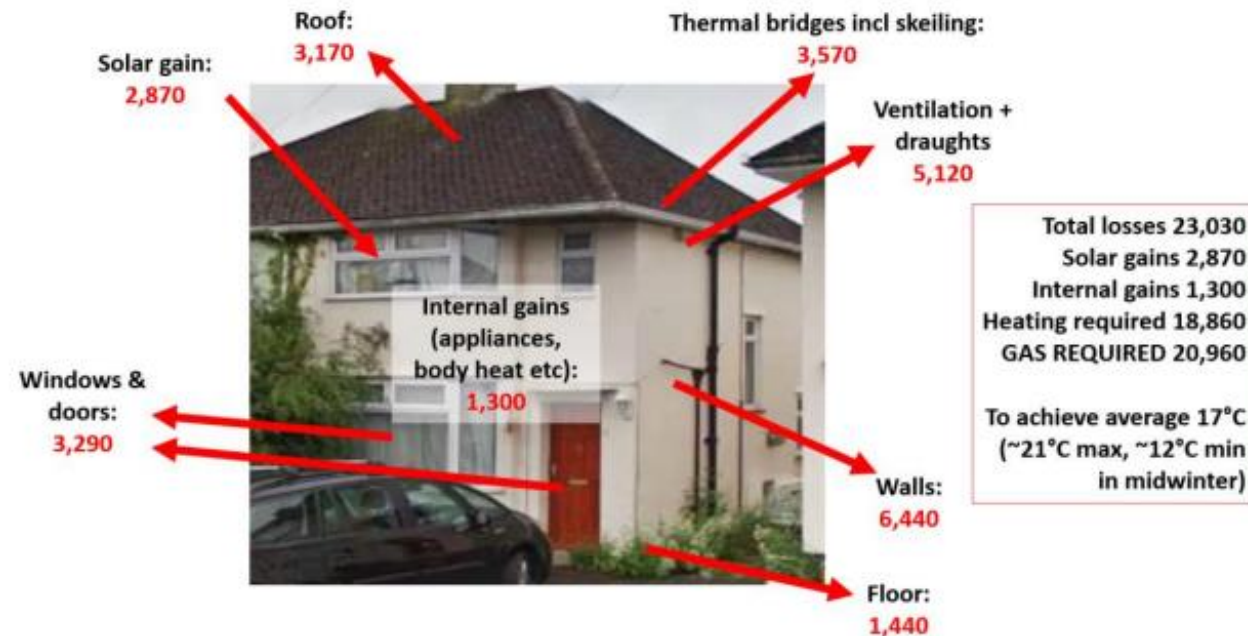 Roof:
3,170
Thermal bridges incl skeiling:
3,570
Solar gain:
2,870
Ventilation +
draughts
5,120
Total losses 23,030
Solar gains 2,870
Internal gains 1,300
Heating required 18,860
GAS REQUIRED 20,960
To achieve average 17°C
(~21°C max, ~12°C min
in midwinter)
Internal gains
(appliances,
body heat etc):
1,300
Windows &
doors:
3,290
Walls:
6,440
Floor:
1,440